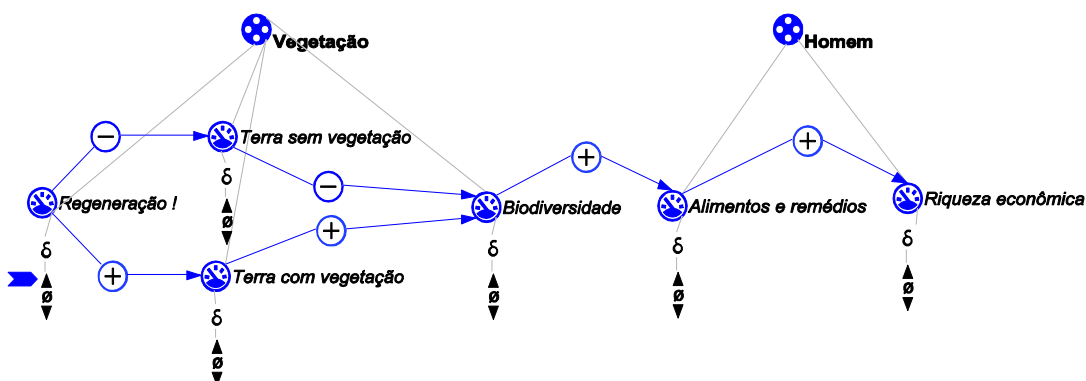 Vegetação
Homem
Terra sem vegetação
Regeneração !
Biodiversidade
Alimentos e remédios
Riqueza econômica
Terra com vegetação
δ
ø
δ
ø
δ
ø
δ
ø
δ
ø
δ
ø